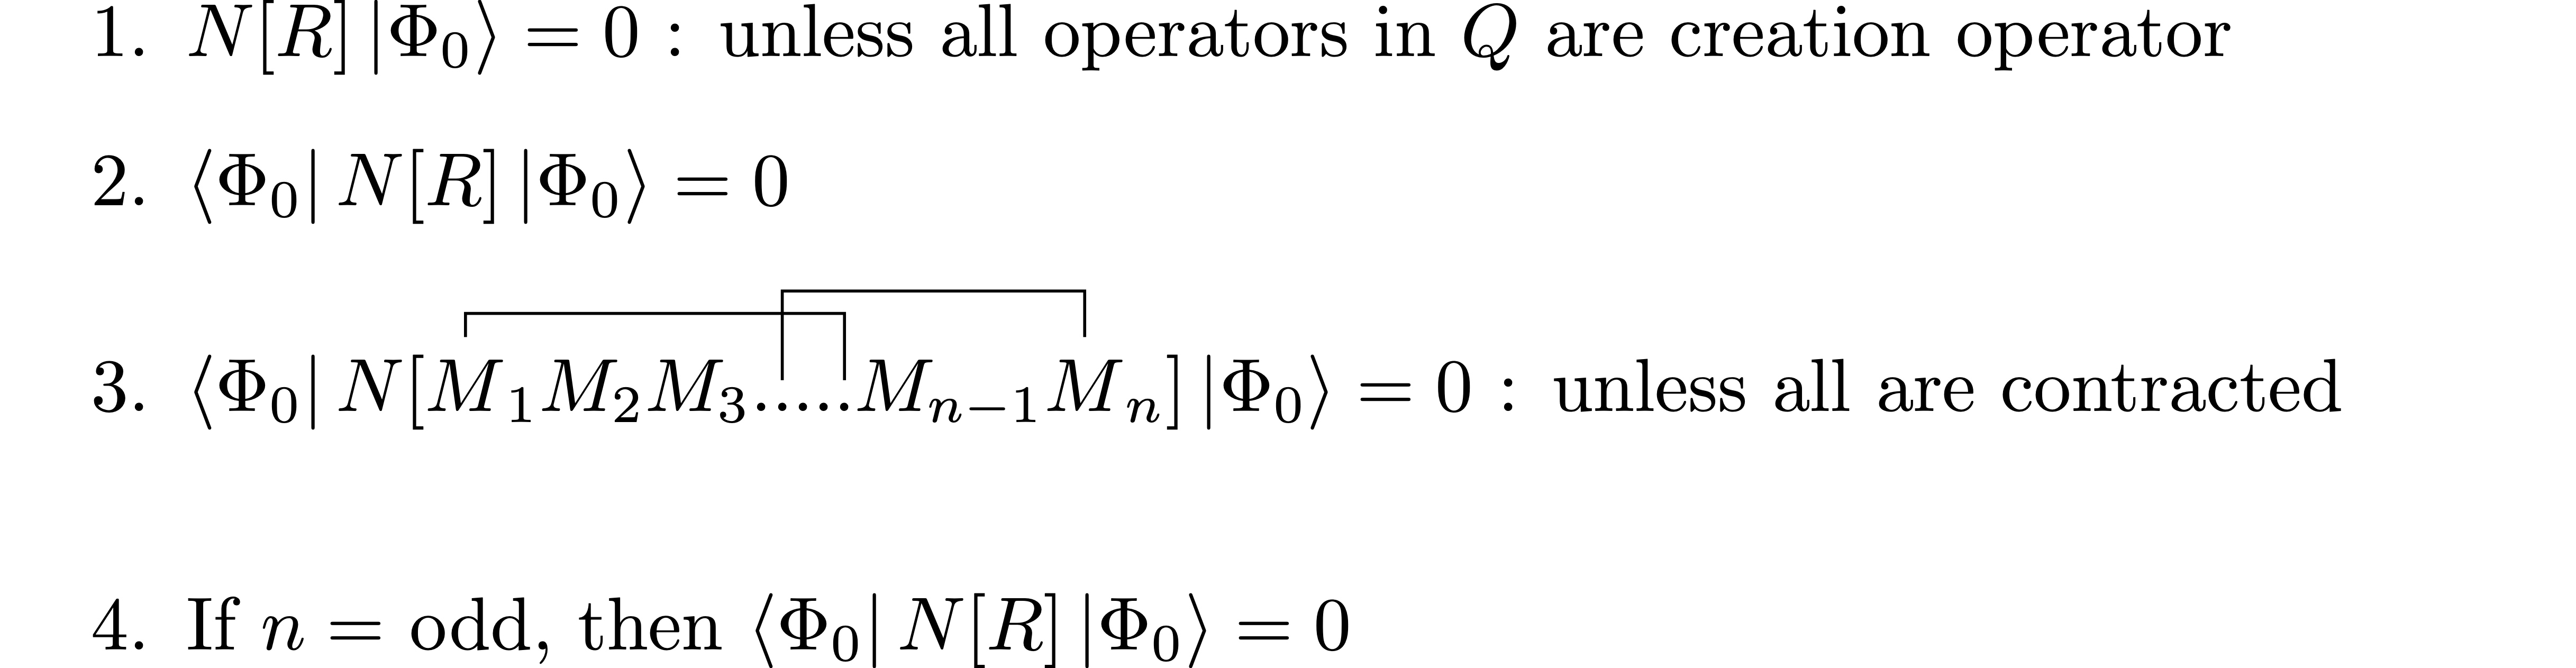 1. N[R] |Φ₀⟩ = 0 : unless all operators in Q are creation operator
2. ⟨Φ₀| N[R] |Φ₀⟩ = 0
3. ⟨Φ₀| N[M₁M₂M₃.....Mₙ₋₁Mₙ] |Φ₀⟩ = 0 : unless all are contracted
4. If n = odd, then ⟨Φ₀| N[R] |Φ₀⟩ = 0